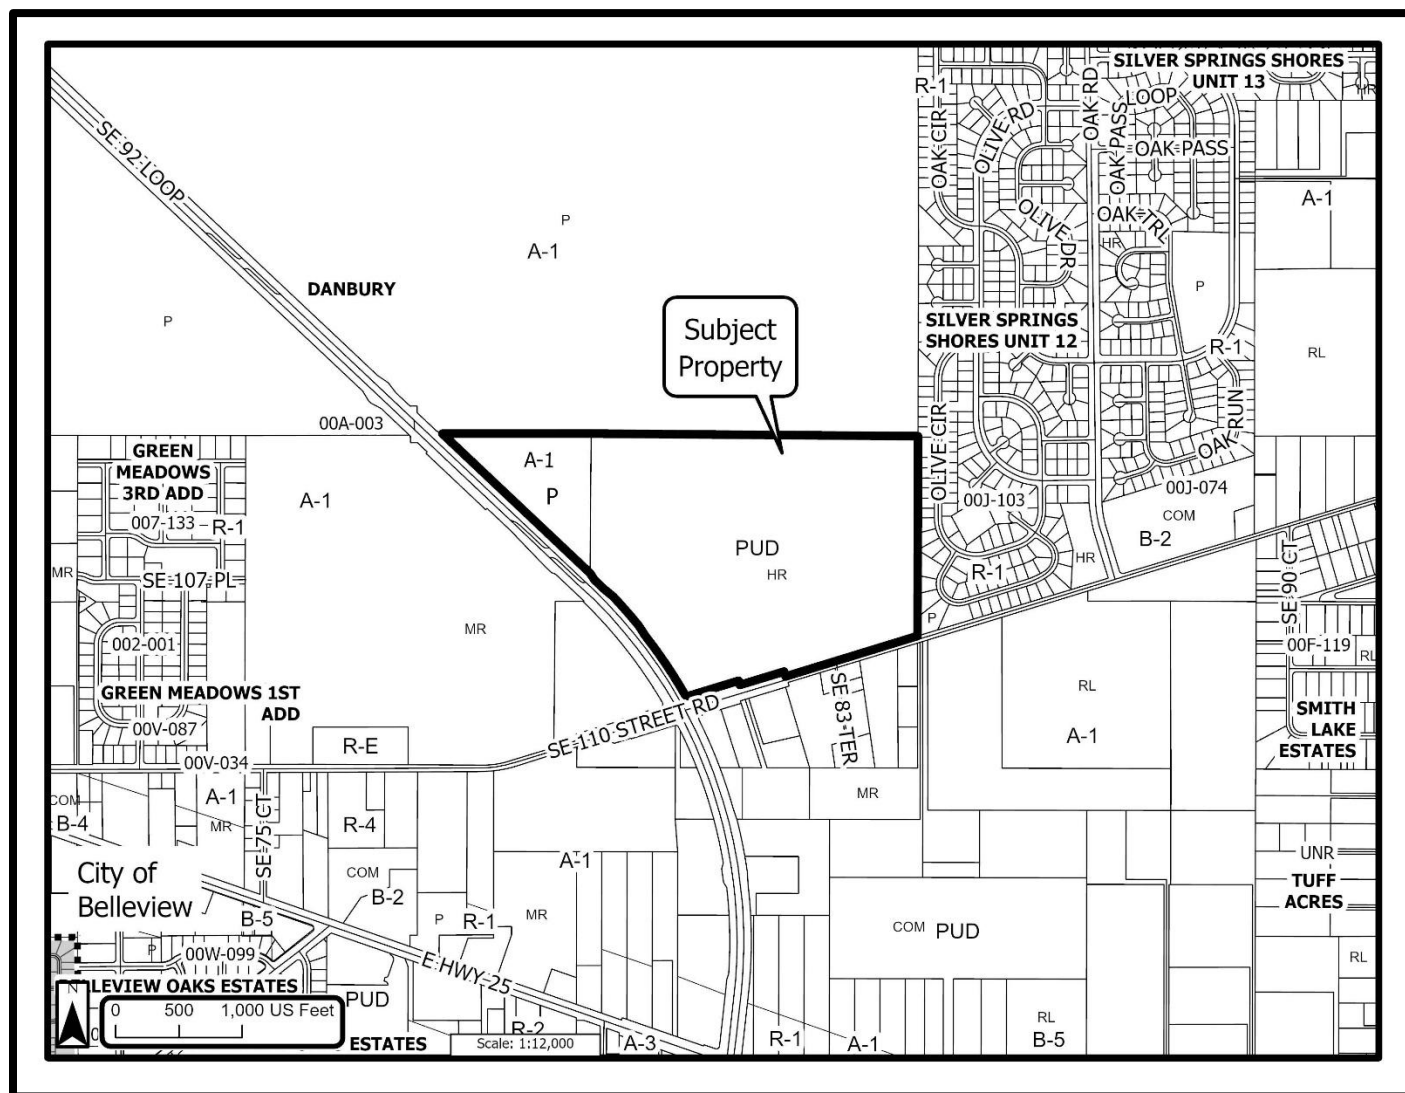 SILVER SPRINGS SHORES
UNIT 13
R-1
HR
OAK CIR
OLIVE RD
OAK RD
OAK PASS
LOOP
OAK PASS
A-1
SE 92 LOOP
P
A-1
OLIVE DR
OAK TRL
HR
P
DANBURY
P
Subject
Property
SILVER SPRINGS
SHORES UNIT 12
R-1
RL
OLIVE CIR
OAK RUN
00A-003
GREEN
MEADOWS
3RD ADD
A-1
A-1
P
00J-103
00J-074
007-133
R-1
COM
B-2
PUD
HR
HR
R-1
SE 90 CT
MR
SE 107 PL
P
P
MR
002-001
00F-119
RL
GREEN MEADOWS 1ST
ADD
00V-087
SE 110 STREET RD
SE 83 TER
RL
A-1
SMITH
LAKE
ESTATES
R-E
00V-034
COM
B-4
A-1
MR
SE 75 CT
R-4
MR
City of
Belleview
COM
B-2
A-1
UNR
TUFF
ACRES
B-5
P
R-1
MR
COM
PUD
P
00W-099
E HWY 25
RL
N
LLEVIEW OAKS ESTATES
0 500 1,000 US Feet
PUD
R-2
RL
B-5
ESTATES
Scale: 1:12,000
A-3
R-1
A-1